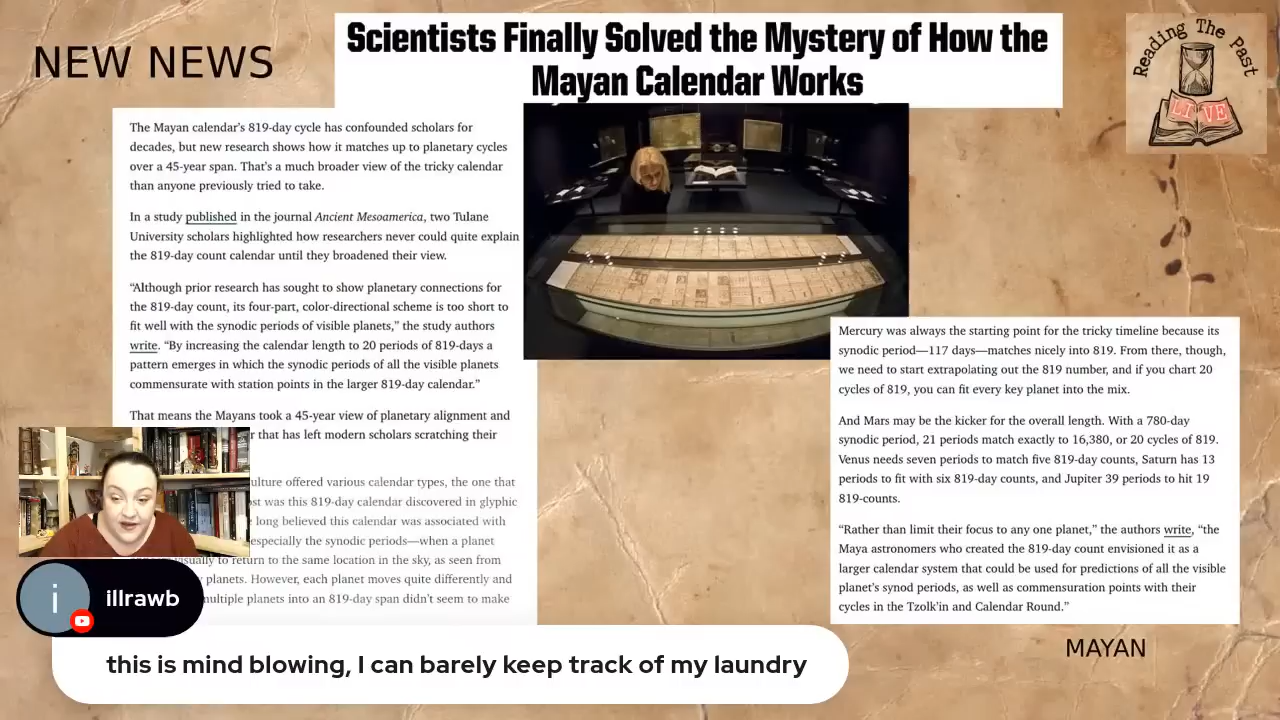 NEW NEWS
Scientists Finally Solved the Mystery of How the
Mayan Calendar Works
Reading The Past
LIVE
The Mayan calendar's 819-day cycle has confounded scholars for
decades, but new research shows how it matches up to planetary cycles
over a 45-year span. That's a much broader view of the tricky calendar
than anyone previously tried to take.
In a study published in the journal Ancient Mesoamerica, two Tulane
University scholars highlighted how researchers never could quite explain
the 819-day count calendar until they broadened their view.
“Although prior research has sought to show planetary connections for
the 819-day count, its four-part, color-directional scheme is too short to
fit well with the synodic periods of visible planets,” the study authors
write. “By increasing the calendar length to 20 periods of 819-days a
pattern emerges in which the synodic periods of all the visible planets
commensurate with station points in the larger 819-day calendar.”
That means the Mayans took a 45-year view of planetary alignment and
r that has left modern scholars scratching their
ulture offered various calendar types, the one that
ost was this 819-day calendar discovered in glyphic
long believed this calendar was associated with
especially the synodic periods—when a planet
visually to return to the same location in the sky, as seen from
planets. However, each planet moves quite differently and
multiple planets into an 819-day span didn't seem to make
Mercury was always the starting point for the tricky timeline because its
synodic period—117 days—matches nicely into 819. From there, though,
we need to start extrapolating out the 819 number, and if you chart 20
cycles of 819, you can fit every key planet into the mix.
And Mars may be the kicker for the overall length. With a 780-day
synodic period, 21 periods match exactly to 16,380, or 20 cycles of 819.
Venus needs seven periods to match five 819-day counts, Saturn has 13
periods to fit with six 819-day counts, and Jupiter 39 periods to hit 19
819-counts.
“Rather than limit their focus to any one planet,” the authors write, “the
Maya astronomers who created the 819-day count envisioned it as a
larger calendar system that could be used for predictions of all the visible
planet's synod periods, as well as commensuration points with their
cycles in the Tzolk'in and Calendar Round.”
MAYAN
i
illrawb
this is mind blowing, I can barely keep track of my laundry